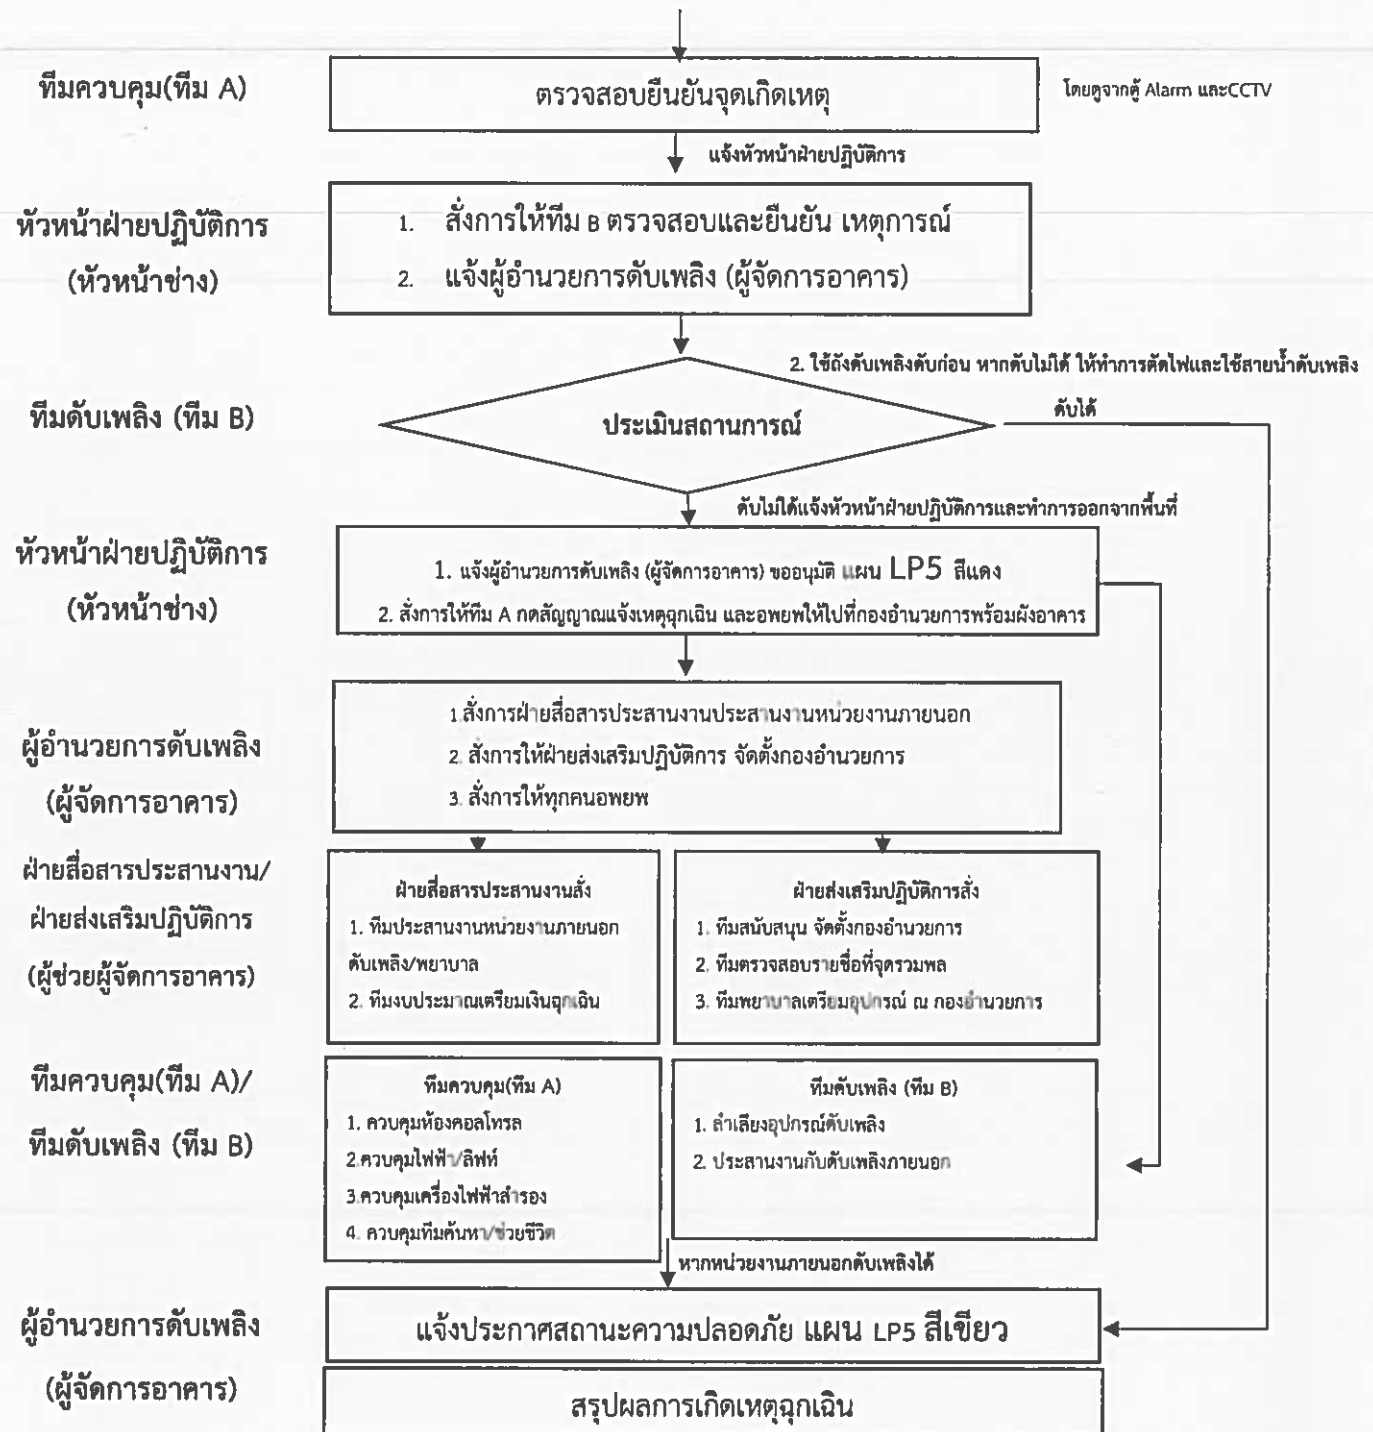 ทีมควบคุม(ทีม A)
ตรวจสอบยืนยันจุดเกิดเหตุ
โดยดูจากตู้ Alarm และCCTV
แจ้งหัวหน้าฝ่ายปฏิบัติการ
หัวหน้าฝ่ายปฏิบัติการ
(หัวหน้าช่าง)
1. สั่งการให้ทีม B ตรวจสอบและยืนยัน เหตุการณ์
2. แจ้งผู้อำนวยการดับเพลิง (ผู้จัดการอาคาร)
2. ใช้ถังดับเพลิงดับก่อน หากดับไม่ได้ ให้ทำการตัดไฟและใช้สายน้ำดับเพลิง
ทีมดับเพลิง (ทีม B)
ประเมินสถานการณ์
ดับได้
ดับไม่ได้แจ้งหัวหน้าฝ่ายปฏิบัติการและทำการออกจากพื้นที่
หัวหน้าฝ่ายปฏิบัติการ
(หัวหน้าช่าง)
1. แจ้งผู้อำนวยการดับเพลิง (ผู้จัดการอาคาร) ขออนุมัติ แผน LP5 สีแดง
2. สั่งการให้ทีม A กดสัญญาณแจ้งเหตุฉุกเฉิน และอพยพให้ไปที่กองอำนวยการพร้อมผังอาคาร
ผู้อำนวยการดับเพลิง
(ผู้จัดการอาคาร)
1.สั่งการฝ่ายสื่อสารประสานงานประสานงานหน่วยงานภายนอก
2. สั่งการให้ฝ่ายส่งเสริมปฏิบัติการ จัดตั้งกองอำนวยการ
3. สั่งการให้ทุกคนอพยพ
ฝ่ายสื่อสารประสานงาน/
ฝ่ายส่งเสริมปฏิบัติการ
(ผู้ช่วยผู้จัดการอาคาร)
ฝ่ายสื่อสารประสานงานสั่ง
1. ทีมประสานงานหน่วยงานภายนอก
ดับเพลิง/พยาบาล
2. ทีมงบประมาณเตรียมเงินฉุกเฉิน
ฝ่ายส่งเสริมปฏิบัติการสั่ง
1. ทีมสนับสนุน จัดตั้งกองอำนวยการ
2. ทีมตรวจสอบรายชื่อที่จุดรวมพล
3. ทีมพยาบาลเตรียมอุปกรณ์ ณ กองอำนวยการ
ทีมควบคุม(ทีม A)/
ทีมดับเพลิง (ทีม B)
ทีมควบคุม(ทีม A)
1. ควบคุมห้องคอลโทรล
2.ควบคุมไฟฟ้า/ลิฟท์
3.ควบคุมเครื่องไฟฟ้าสำรอง
4. ควบคุมทีมค้นหา/ช่วยชีวิต
ทีมดับเพลิง (ทีม B)
1. ลำเลียงอุปกรณ์ดับเพลิง
2. ประสานงานกับดับเพลิงภายนอก
หากหน่วยงานภายนอกดับเพลิงได้
ผู้อำนวยการดับเพลิง
(ผู้จัดการอาคาร)
แจ้งประกาศสถานะความปลอดภัย แผน LP5 สีเขียว
สรุปผลการเกิดเหตุฉุกเฉิน